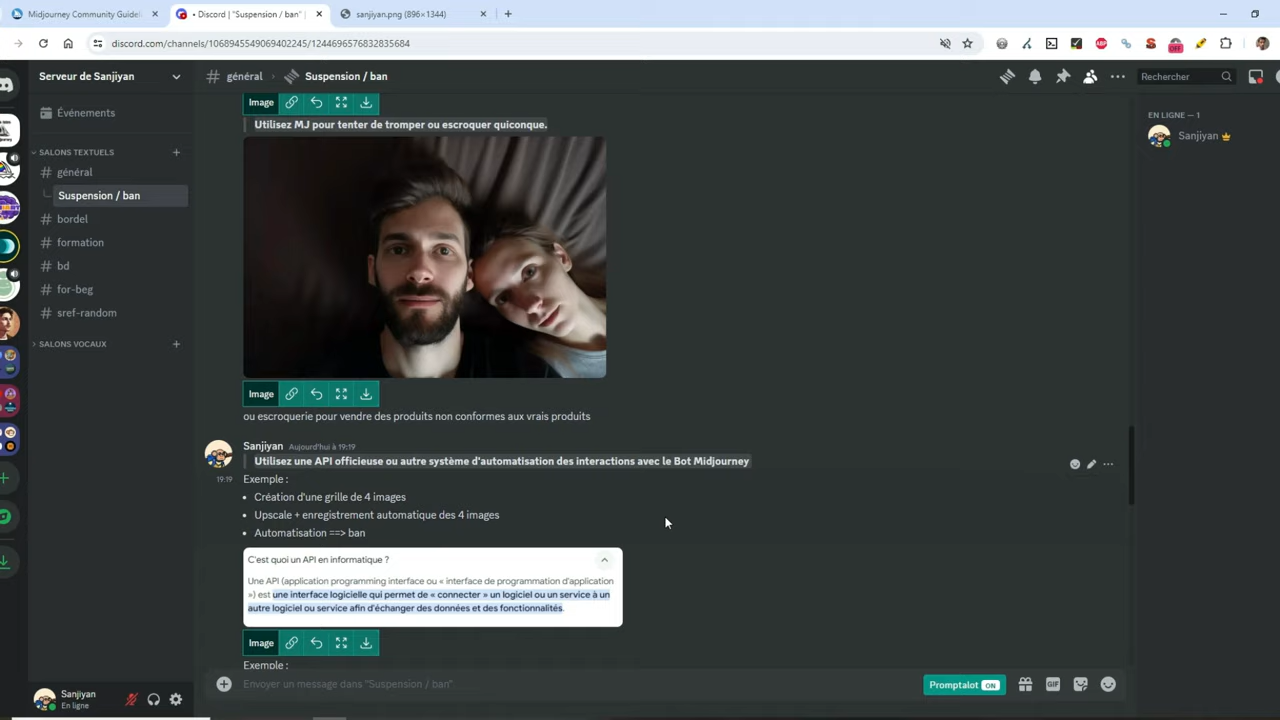 Midjourney Community Guideli
• Discord | "Suspension / ban"
sanjiyan.png (896×1344)
discord.com/channels/1068945549069402245/1244696576832835684
OFF
Serveur de Sanjiyan
général
Suspension / ban
Rechercher
Événements
SALONS TEXTUELS
général
Suspension / ban
bordel
formation
bd
for-beg
sref-random
SALONS VOCAUX
Image
Utilisez MJ pour tenter de tromper ou escroquer quiconque.
Image
ou escroquerie pour vendre des produits non conformes aux vrais produits
Sanjiyan Aujourd'hui à 19:19
Utilisez une API officieuse ou autre système d'automatisation des interactions avec le Bot Midjourney
19:19 Exemple :
• Création d'une grille de 4 images
• Upscale + enregistrement automatique des 4 images
• Automatisation ==> ban
C'est quoi un API en informatique ?
Une API (application programming interface ou « interface de programmation d'application
») est une interface logicielle qui permet de « connecter » un logiciel ou un service à un
autre logiciel ou service afin d'échanger des données et des fonctionnalités.
Image
Exemple :
Envoyer un message dans "Suspension / ban"
Promptalot ON
GIF
EN LIGNE — 1
Sanjiyan
Sanjiyan
En ligne